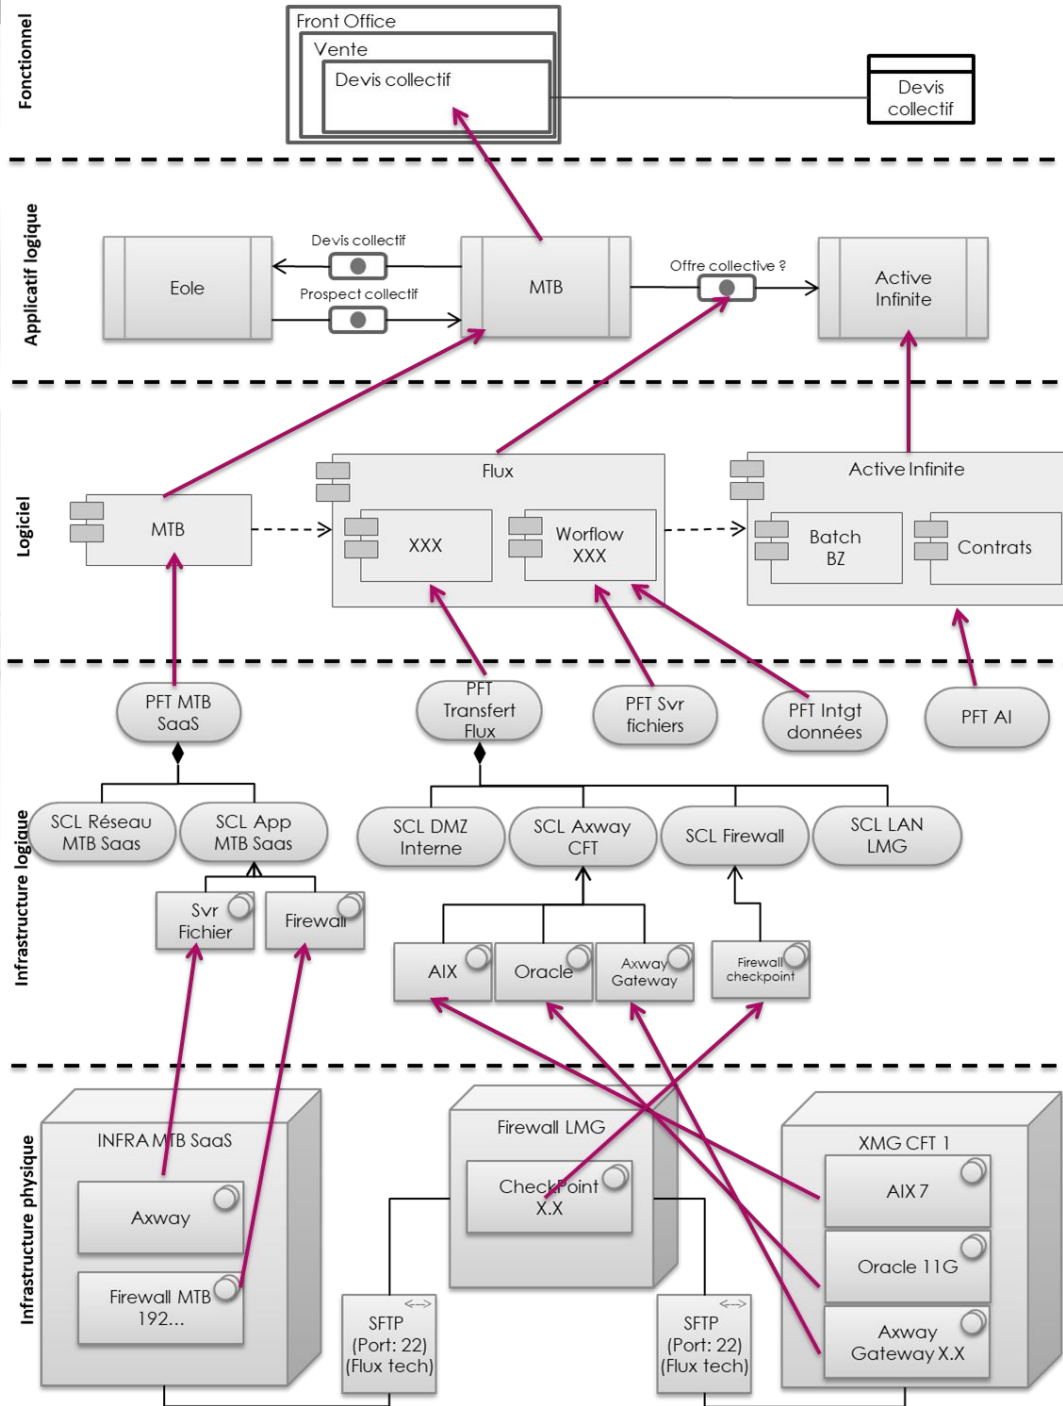 Fonctionnel
Front Office
Vente
Devis collectif
Devis
collectif
Applicatif logique
Eole
Devis collectif
Prospect collectif
MTB
Offre collective ?
Active
Infinite
Logiciel
MTB
Flux
XXX
Worflow
XXX
Active Infinite
Batch
BZ
Contrats
Infrastructure logique
PFT MTB
SaaS
PFT
Transfert
Flux
PFT Svr
fichiers
PFT Intgt
données
PFT AI
SCL Réseau
MTB Saas
SCL App
MTB Saas
SCL DMZ
Interne
SCL Axway
CFT
SCL Firewall
SCL LAN
LMG
Svr
Fichier
Firewall
AIX
Oracle
Axway
Gateway
Firewall
checkpoint
Infrastructure physique
INFRA MTB SaaS
Axway
Firewall MTB
192...
Firewall LMG
CheckPoint
X.X
XMG CFT 1
AIX 7
Oracle 11G
Axway
Gateway X.X
SFTP
(Port: 22)
(Flux tech)
SFTP
(Port: 22)
(Flux tech)